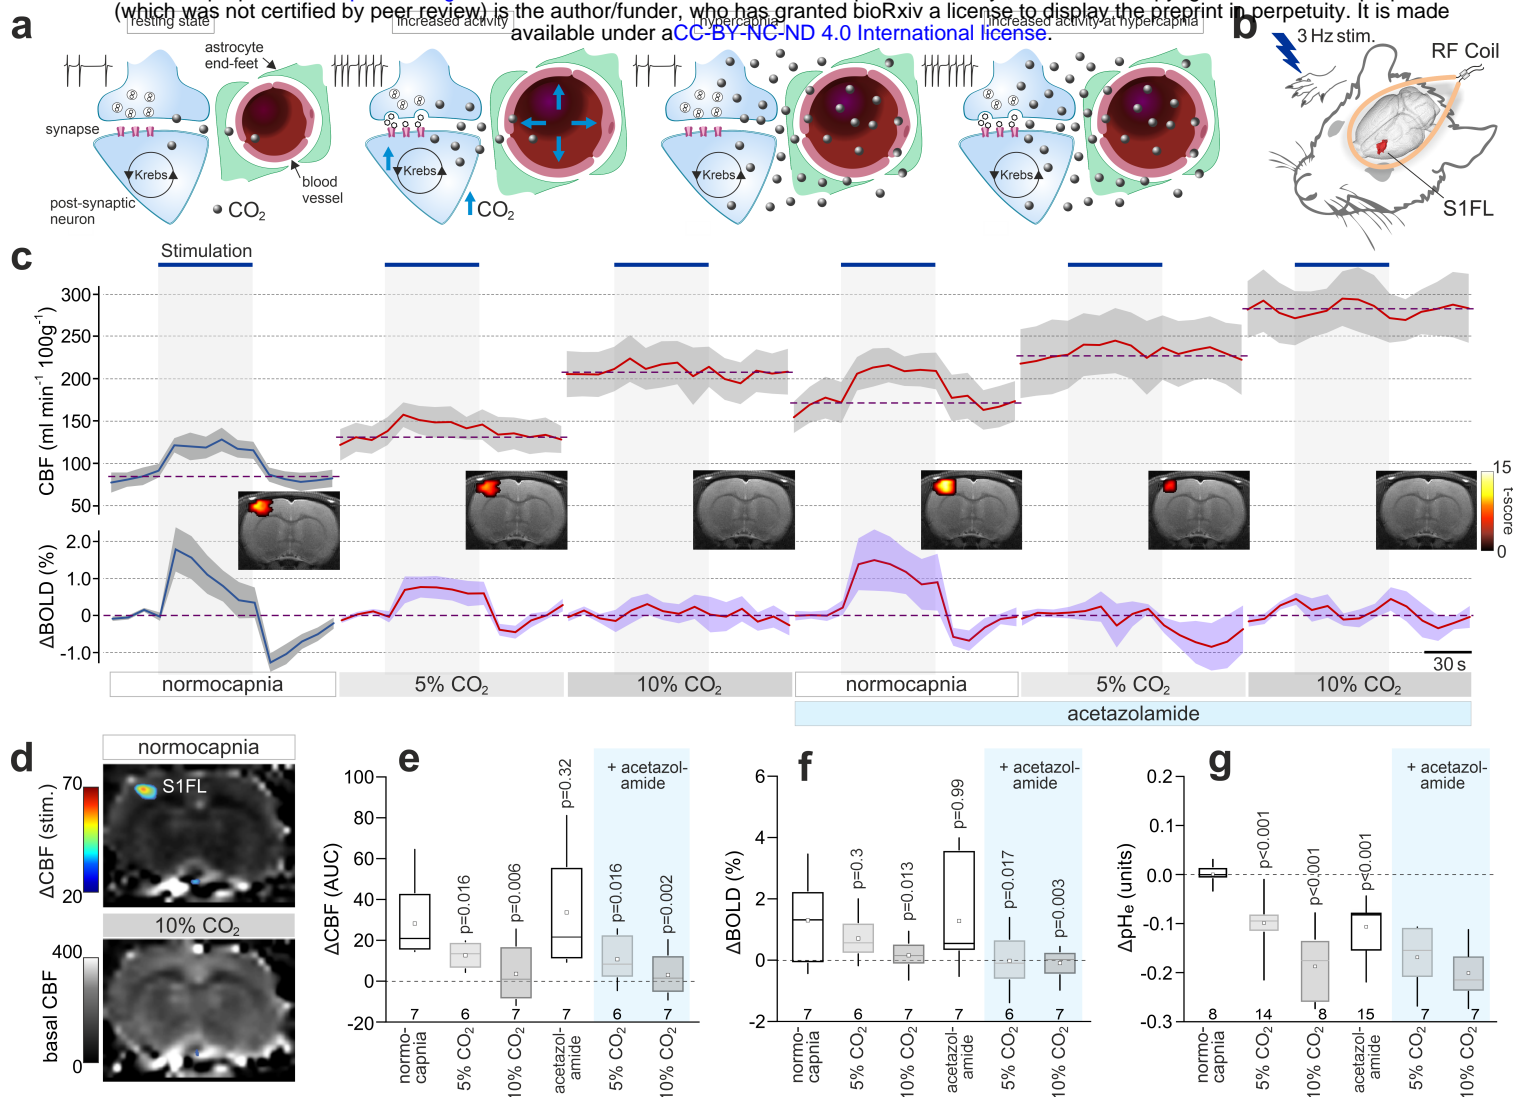 (which was not certified by peer review) is the author/funder, who has granted bioRxiv a license to display the preprint in perpetuity. It is made
available under aCC-BY-NC-ND 4.0 International license.
a
resting state
increased activity
hypercapnia
increased activity at hypercapnia
astrocyte
end-feet
synapse
Krebs
Krebs
Krebs
Krebs
blood
vessel
post-synaptic
neuron
CO2
CO2
b
3 Hz stim.
RF Coil
S1FL
c
Stimulation
CBF (ml min-1 100g-1)
300
250
200
150
100
50
15
t-score
0
ΔBOLD (%)
2.0
1.0
0
-1.0
30 s
normocapnia
5% CO2
10% CO2
normocapnia
5% CO2
10% CO2
acetazolamide
d
normocapnia
S1FL
70
ΔCBF (stim.)
20
10% CO2
400
basal CBF
0
e
ΔCBF (AUC)
100
80
60
40
20
0
-20
+ acetazol-
amide
p=0.016
p=0.006
p=0.32
p=0.016
p=0.002
7
6
7
7
6
7
normo-
capnia
5% CO2
10% CO2
acetazol-
amide
5% CO2
10% CO2
f
ΔBOLD (%)
6
4
2
0
-2
+ acetazol-
amide
p=0.3
p=0.013
p=0.99
p=0.017
p=0.003
7
6
7
7
6
7
normo-
capnia
5% CO2
10% CO2
acetazol-
amide
5% CO2
10% CO2
g
ΔpHe (units)
0.2
0.1
0.0
-0.1
-0.2
-0.3
+ acetazol-
amide
p<0.001
p<0.001
p<0.001
8
14
8
15
7
7
normo-
capnia
5% CO2
10% CO2
acetazol-
amide
5% CO2
10% CO2